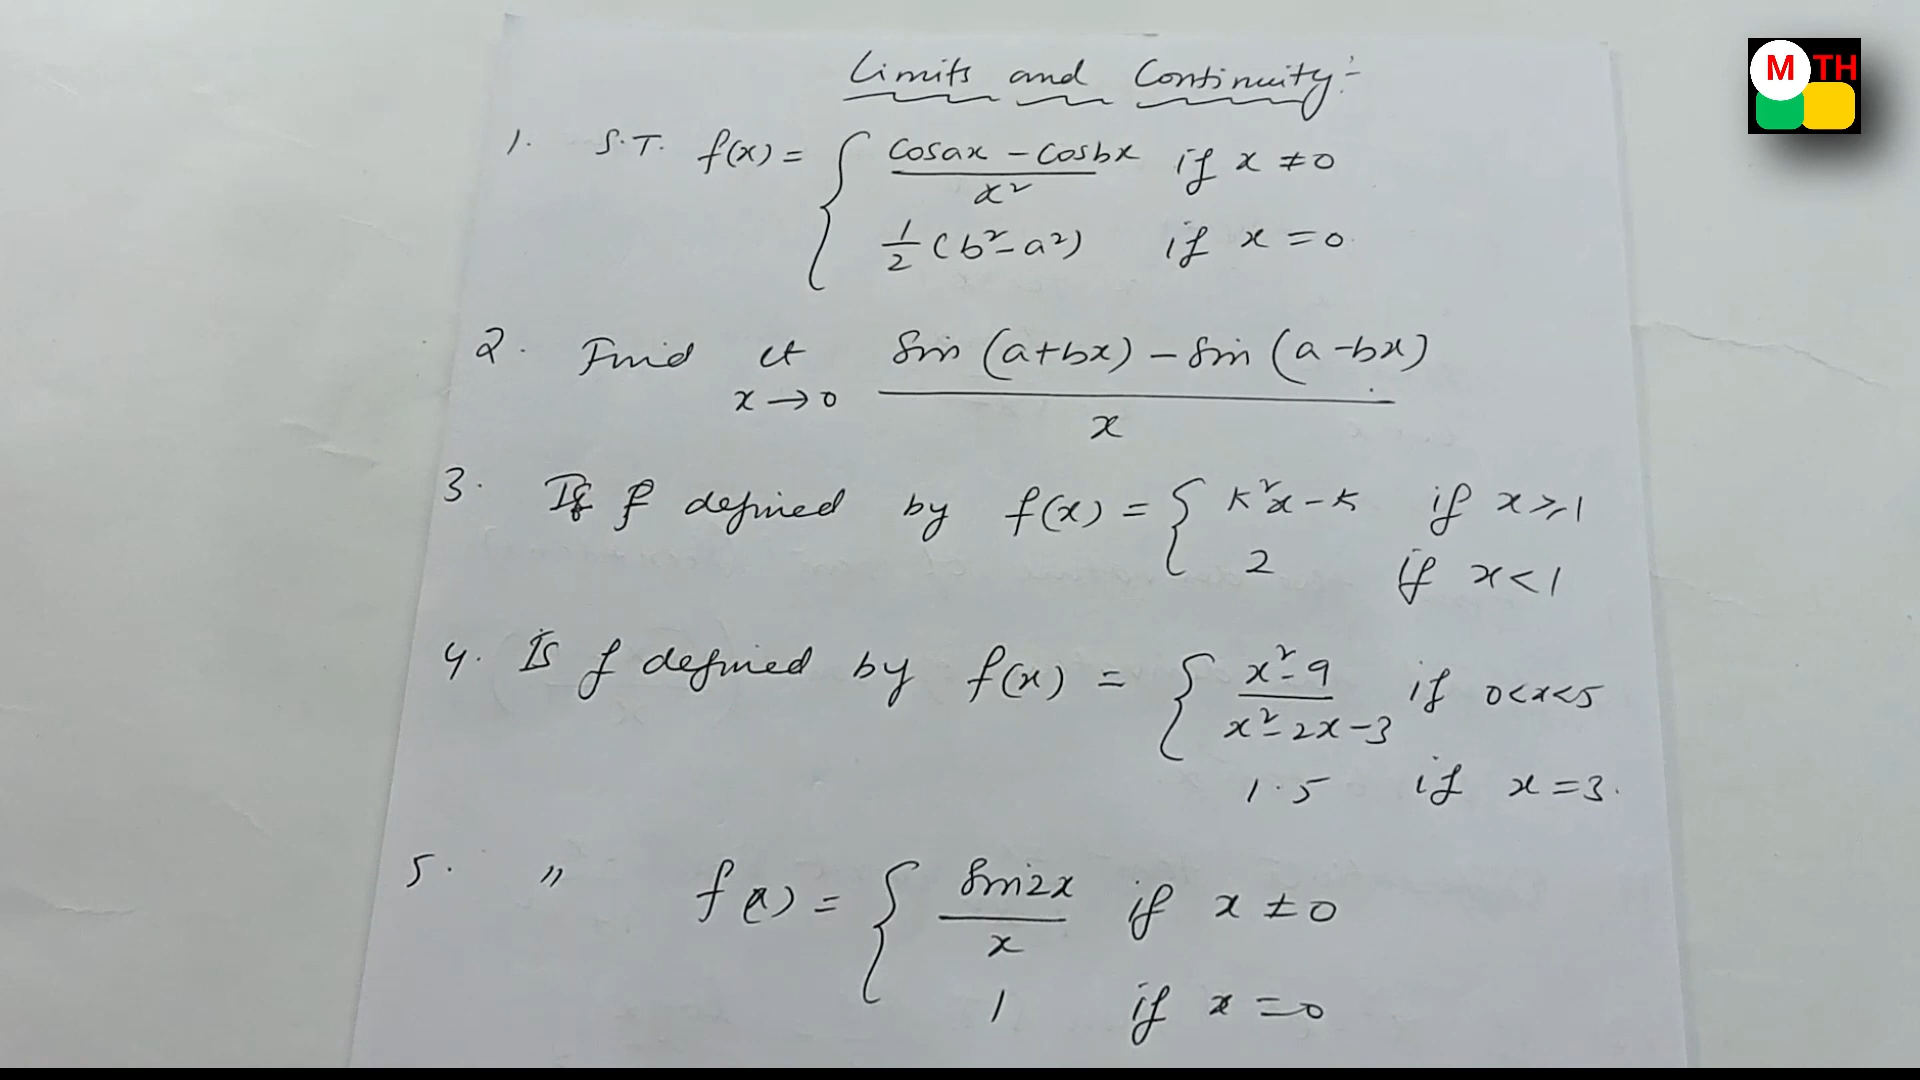 M TH
Limits and Continuity:-
1. S.T. f(x) = { (cosax - cosbx)/x² if x ≠ 0
1/2 (b² - a²) if x = 0
2. Find Lt x→0 (Sin (a+bx) - Sin (a-bx))/x
3. If f defined by f(x) = { k²x - k if x ≥ 1
2 if x < 1
4. Is f defined by f(x) = { (x² - 9)/(x² - 2x - 3) if 0<x<5
1.5 if x = 3.
5. " f(x) = { Sin2x/x if x ≠ 0
1 if x = 0